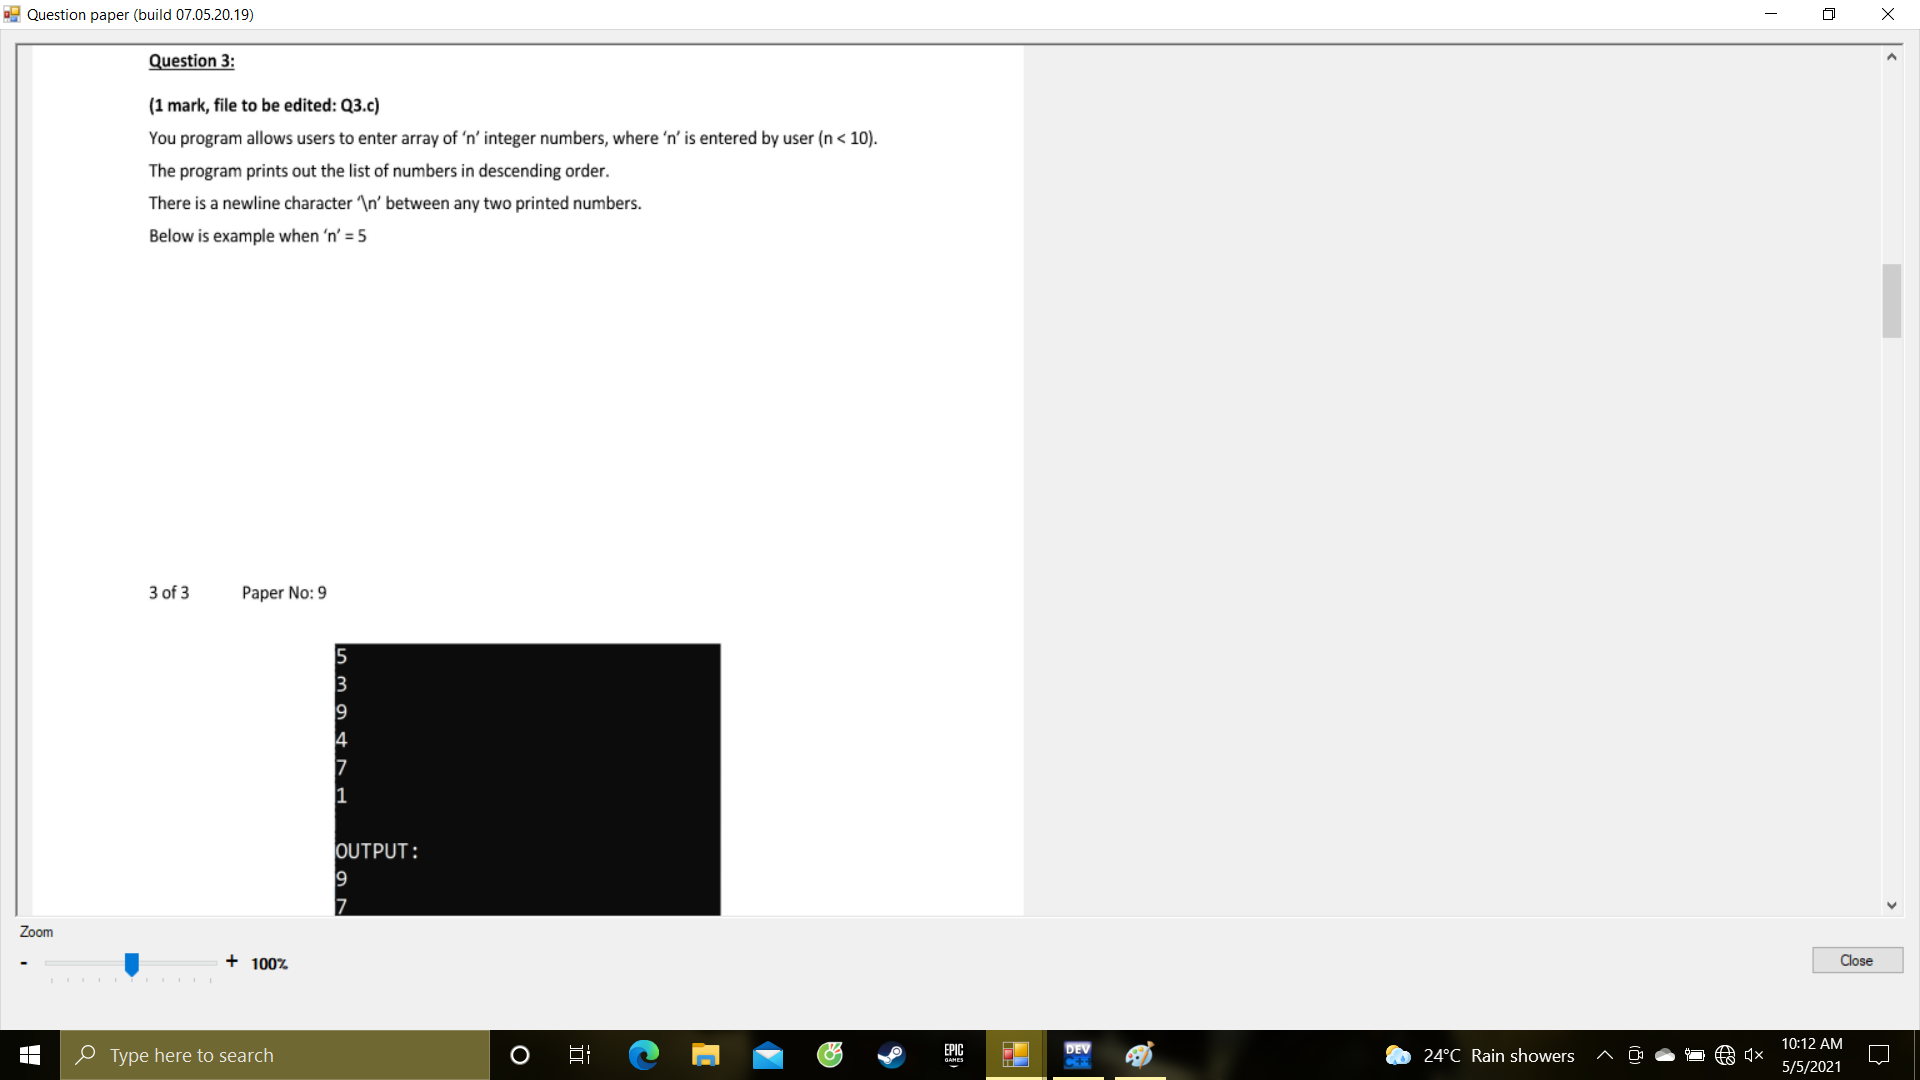 Question paper (build 07.05.20.19)
Question 3:
(1 mark, file to be edited: Q3.c)
You program allows users to enter array of ‘n’ integer numbers, where ‘n’ is entered by user (n < 10).
The program prints out the list of numbers in descending order.
There is a newline character ‘\n’ between any two printed numbers.
Below is example when ‘n’ = 5
3 of 3 Paper No: 9
5
3
9
4
7
1
OUTPUT:
9
7
Zoom
- + 100%
Close
Type here to search
EPIC
GAMES
DEV
C++
24°C Rain showers
10:12 AM
5/5/2021